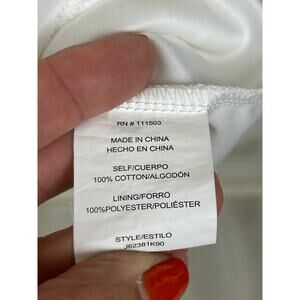 RN # 111503
MADE IN CHINA
HECHO EN CHINA
SELF/CUERPO
100% COTTON/ALGODÓN
LINING/FORRO
100%POLYESTER/POLIÉSTER
STYLE/ESTILO
J62381K90